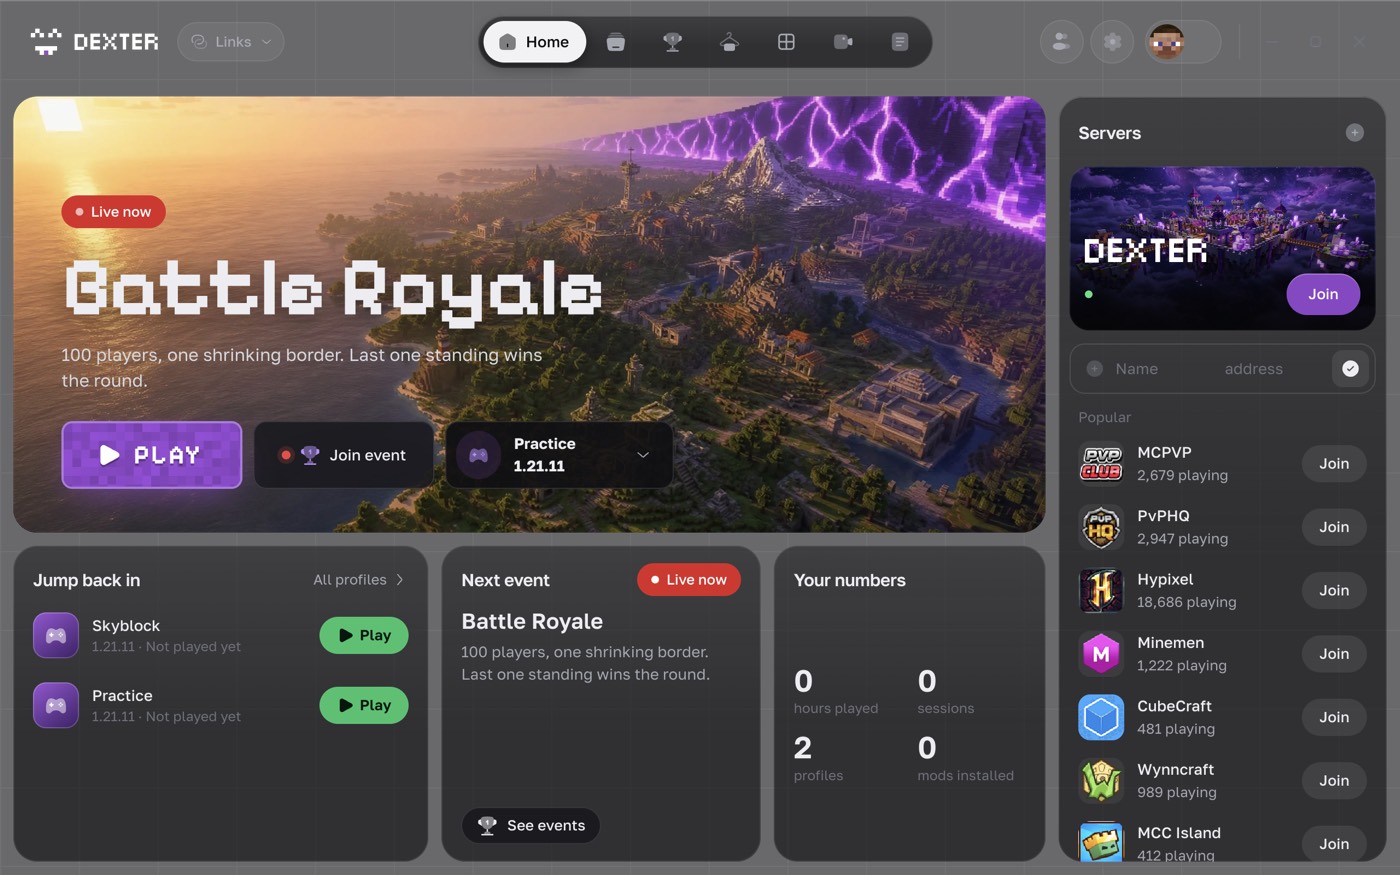 DEXTER
Links
Home
Live now
Battle Royale
100 players, one shrinking border. Last one standing wins
the round.
PLAY
Join event
Practice
1.21.11
Jump back in
All profiles
Skyblock
1.21.11 · Not played yet
Play
Practice
1.21.11 · Not played yet
Play
Next event
Live now
Battle Royale
100 players, one shrinking border.
Last one standing wins the round.
See events
Your numbers
0
hours played
0
sessions
2
profiles
0
mods installed
Servers
DEXTER
Join
Name
address
Popular
PVP
CLUB
MCPVP
2,679 playing
Join
PVP
HQ
PvPHQ
2,947 playing
Join
H
Hypixel
18,686 playing
Join
M
Minemen
1,222 playing
Join
CubeCraft
481 playing
Join
W
Wynncraft
989 playing
Join
MCC Island
412 playing
Join